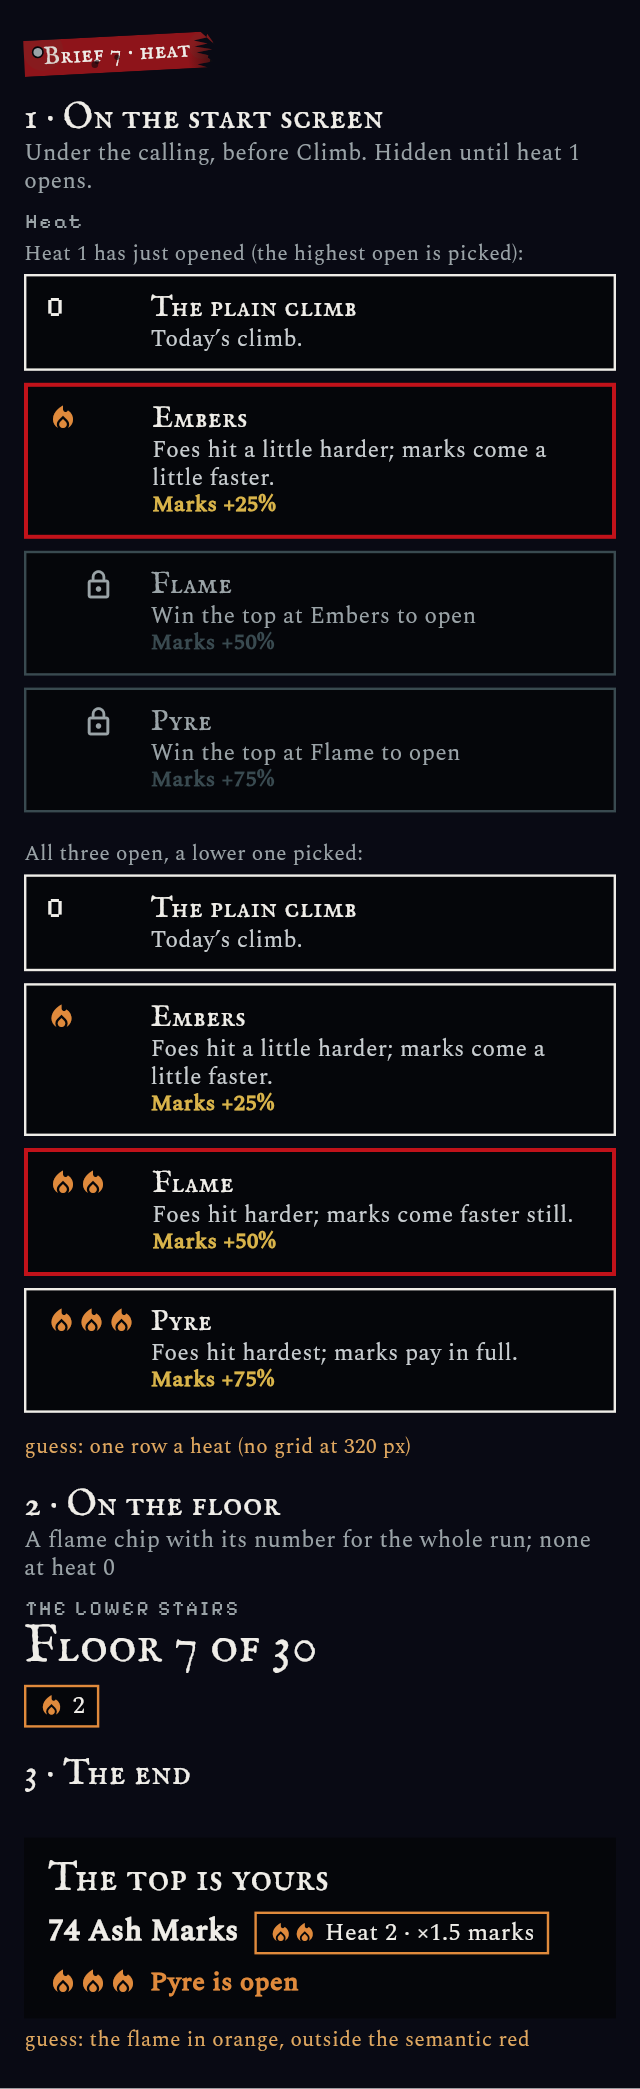 Brief 7 · heat
1 · On the start screen
Under the calling, before Climb. Hidden until heat 1
opens.
Heat
Heat 1 has just opened (the highest open is picked):
0
The plain climb
Today’s climb.
Embers
Foes hit a little harder; marks come a
little faster.
Marks +25%
Flame
Win the top at Embers to open
Marks +50%
Pyre
Win the top at Flame to open
Marks +75%
All three open, a lower one picked:
0
The plain climb
Today’s climb.
Embers
Foes hit a little harder; marks come a
little faster.
Marks +25%
Flame
Foes hit harder; marks come faster still.
Marks +50%
Pyre
Foes hit hardest; marks pay in full.
Marks +75%
guess: one row a heat (no grid at 320 px)
2 · On the floor
A flame chip with its number for the whole run; none
at heat 0
THE LOWER STAIRS
Floor 7 of 30
2
3 · The end
The top is yours
74 Ash Marks
Heat 2 · ×1.5 marks
Pyre is open
guess: the flame in orange, outside the semantic red